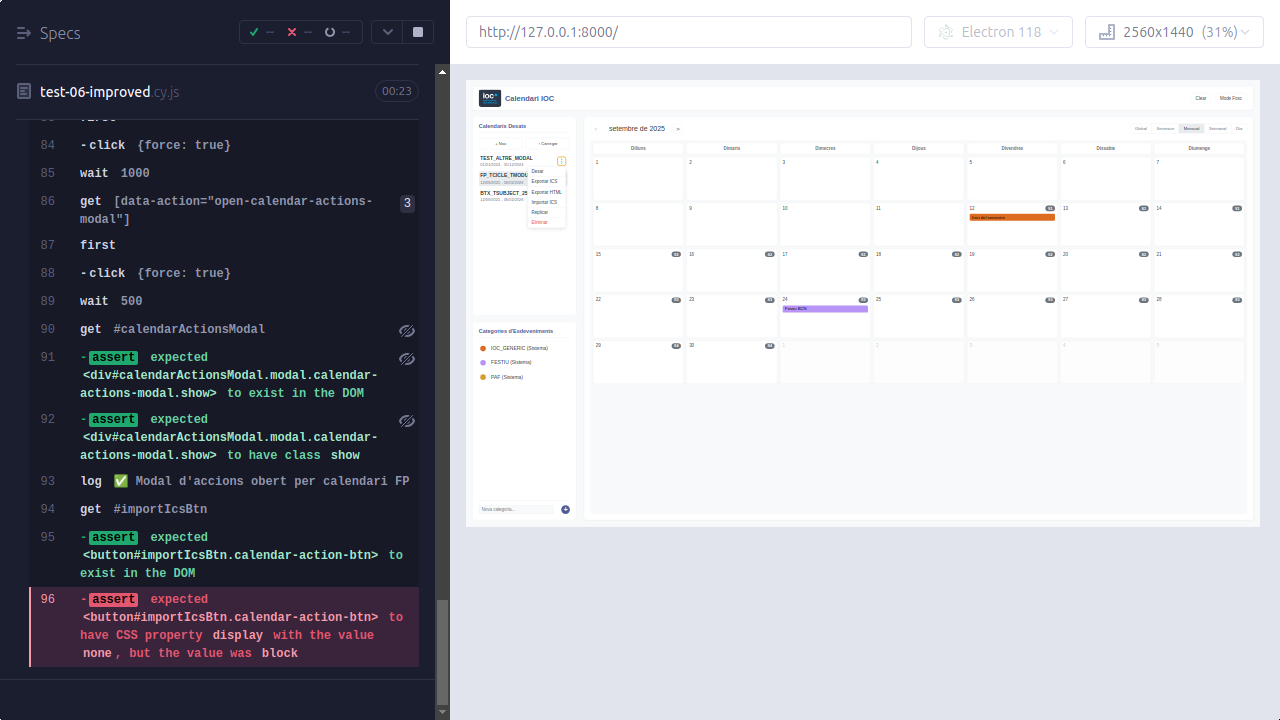 Specs
✓ --
✕ --
--
test-06-improved.cy.js
00:23
84 -click {force: true}
85 wait 1000
86 get [data-action="open-calendar-actions-
modal"]
3
87 first
88 -click {force: true}
89 wait 500
90 get #calendarActionsModal
91 -assert expected
<div#calendarActionsModal.modal.calendar-
actions-modal.show> to exist in the DOM
92 -assert expected
<div#calendarActionsModal.modal.calendar-
actions-modal.show> to have class show
93 log ✅ Modal d'accions obert per calendari FP
94 get #importIcsBtn
95 -assert expected
<button#importIcsBtn.calendar-action-btn> to
exist in the DOM
96 -assert expected
<button#importIcsBtn.calendar-action-btn> to
have CSS property display with the value
none, but the value was block
http://127.0.0.1:8000/
Electron 118
2560x1440 (31%)
ioc
Calendari IOC
Clear
Mode Fosc
Calendaris Desats
+ Nou
Carregar
TEST_ALTRE_MODAL
FP_TCICLE_TMODU
BTX_TSUBJECT_25
Desar
Exportar ICS
Exportar HTML
Importar ICS
Replicar
Eliminar
‹ setembre de 2025 >
Global Semestre Mensual Setmanal Dia
Dilluns Dimarts Dimecres Dijous Divendres Dissabte Diumenge
1 2 3 4 5 6 7
8 9 10 11 12 13 14
15 16 17 18 19 20 21
22 23 24 25 26 27 28
29 30 1 2 3 4 5
Categories d'Esdeveniments
IOC_GENERIC (Sistema)
FESTIU (Sistema)
PAF (Sistema)
Nova categoria...
+